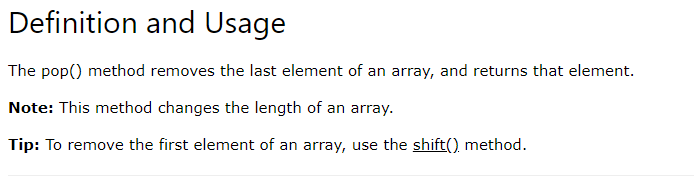 Definition and Usage
The pop() method removes the last element of an array, and returns that element.
Note: This method changes the length of an array.
Tip: To remove the first element of an array, use the shift() method.